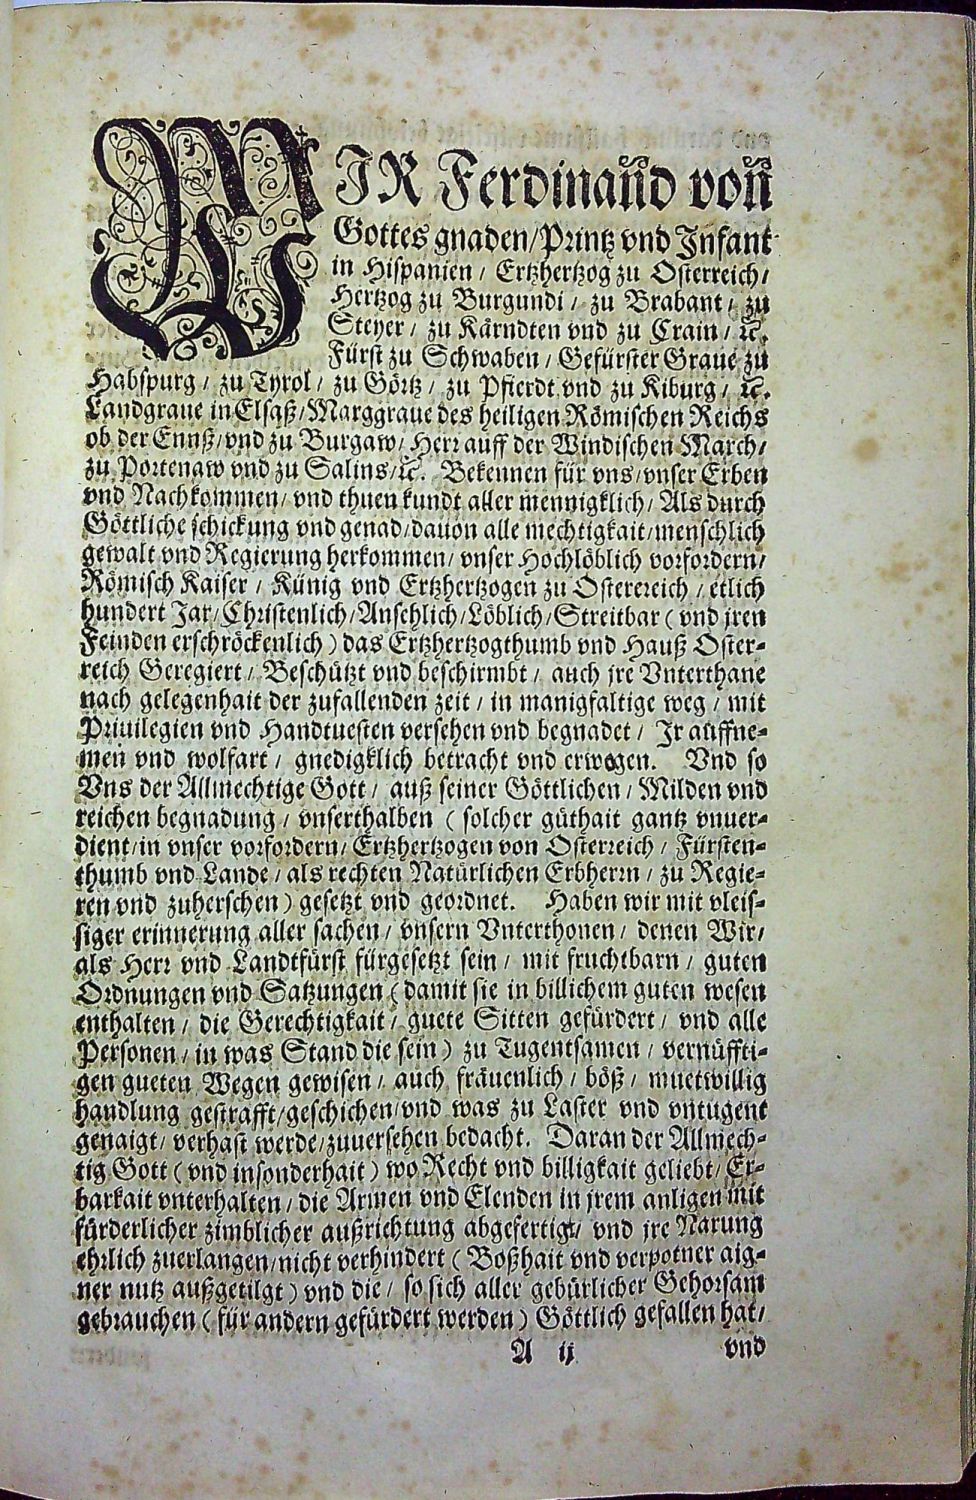 WIR Ferdinand von
Gottes gnaden/Printz vnd Infant
in Hispanien/ Ertzhertzog zu Osterreich/
Hertzog zu Burgundi/ zu Brabant/ zu
Steyer/ zu Kärndten vnd zu Crain/ ꝛc.
Fürst zu Schwaben/ Gefürster Graue zu
Habspurg/ zu Tyrol/ zu Görtz/ zu Pfierdt vnd zu Kiburg/ ꝛc.
Landgraue in Elsaß/Marggraue des heiligen Römischen Reichs
ob der Ennß/vnd zu Burgaw/ Herr auff der Windischen March/
zu Portenaw vnd zu Salins/ꝛc. Bekennen für vns/vnser Erben
vnd Nachkommen/ vnd thuen kundt aller mennigklich/ Als durch
Göttliche schickung vnd genad/dauon alle mechtigkait/menschlich
gewalt vnd Regierung herkommen/ vnser Hochlöblich vorfordern/
Römisch Kaiser/ Künig vnd Ertzhertzogen zu Osterereich/ etlich
hundert Jar/Christenlich/Ansehlich/Löblich/Streitbar (vnd jren
Feinden erschröckenlich) das Ertzhertzogthumb vnd Hauß Oster-
reich Geregiert/ Beschützt vnd beschirmbt/ auch jre Vnterthane
nach gelegenhait der zufallenden zeit/ in manigfaltige weg/ mit
Priuilegien vnd Handtuesten versehen vnd begnadet/ Ir auffne-
men vnd wolfart/ gnedigklich betracht vnd erwogen. Vnd so
Vns der Allmechtige Gott/ auß seiner Göttlichen/ Milden vnd
reichen begnadung/ vnserthalben (solcher güthait gantz vnuer-
dient/in vnser vorfordern/ Ertzhertzogen von Osterreich/ Fürsten-
thumb vnd Lande/ als rechten Natürlichen Erbherrn/ zu Regie-
ren vnd zuherschen) gesetzt vnd geordnet. Haben wir mit vleis-
siger erinnerung aller sachen/ vnsern Vnterthonen/ denen Wir/
als Herr vnd Landtfürst fürgesetzt sein/ mit fruchtbarn/ guten
Ordnungen vnd Satzungen (damit sie in billichem guten wesen
enthalten/ die Gerechtigkait/ guete Sitten gefürdert/ vnd alle
Personen/ in was Stand die sein) zu Tugentsamen/ vernüffti-
gen gueten Wegen gewisen/ auch fräuenlich/ böß/ muetwillig
handlung gestrafft/geschichen/vnd was zu Laster vnd vntugent
genaigt/ verhast werde/zuuersehen bedacht. Daran der Allmech-
tig Gott (vnd insonderhait) wo Recht vnd billigkait geliebt/ Er-
barkait vnterhalten/ die Armen vnd Elenden in jrem anligen mit
fürderlicher zimblicher außrichtung abgefertigt/ vnd jre Narung
ehrlich zuerlangen/nicht verhindert (Boßhait vnd verpotner aig-
ner nutz außgetilgt) vnd die/ so sich aller gebürlicher Gehorsam
gebrauchen (für andern gefürdert werden) Göttlich gefallen hat/
A ij vnd